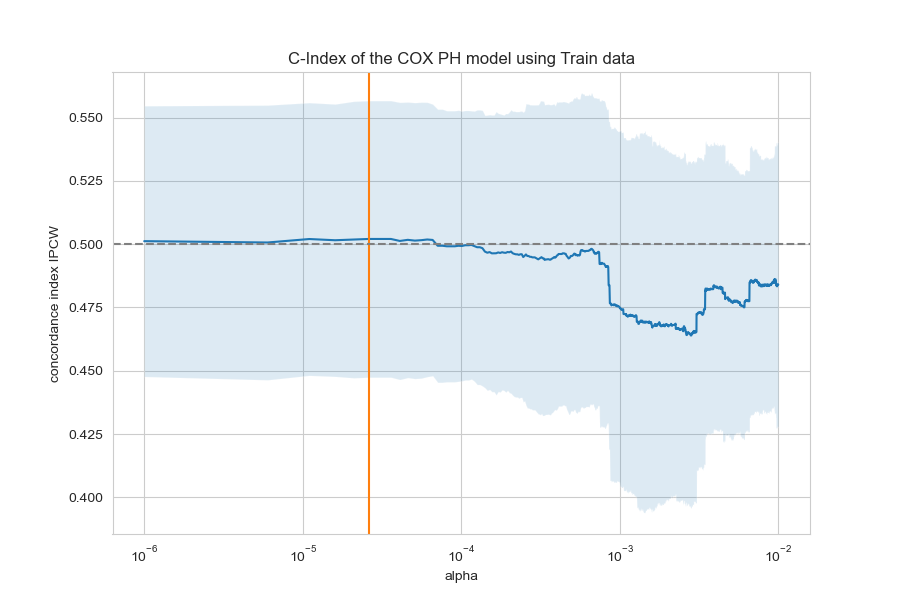 C-Index of the COX PH model using Train data
concordance index IPCW
0.550
0.525
0.500
0.475
0.450
0.425
0.400
10⁻⁶ 10⁻⁵ 10⁻⁴ 10⁻³ 10⁻²
alpha